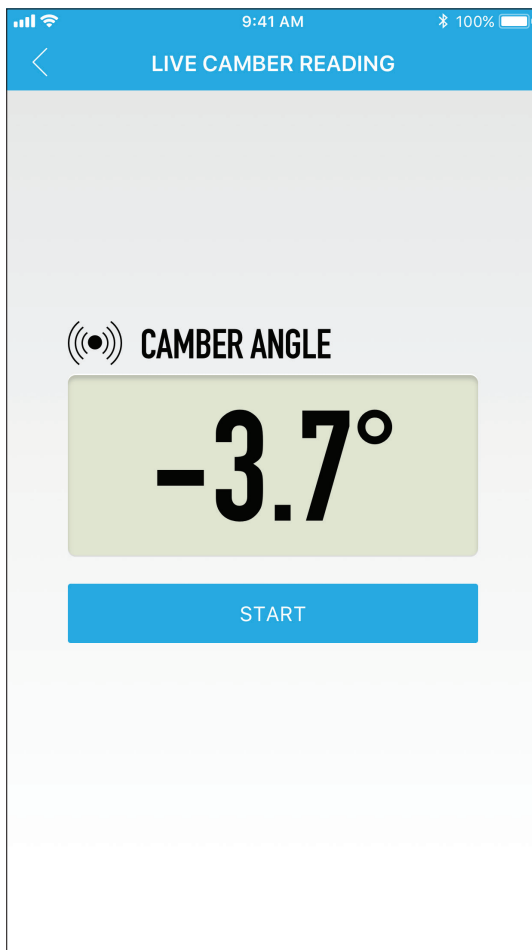 9:41 AM 100%
LIVE CAMBER READING
CAMBER ANGLE
-3.7°
START